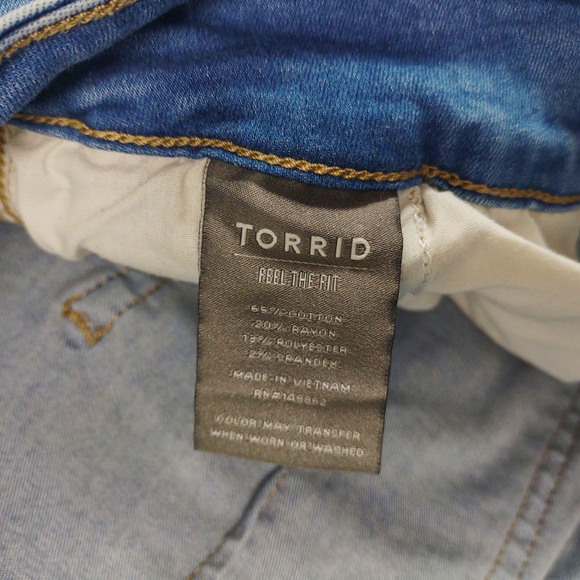 TORRID
FEEL THE FIT
65% COTTON
20% RAYON
13% POLYESTER
2% SPANDEX
MADE IN VIETNAM
COLOR MAY TRANSFER
WHEN WORN OR WASHED